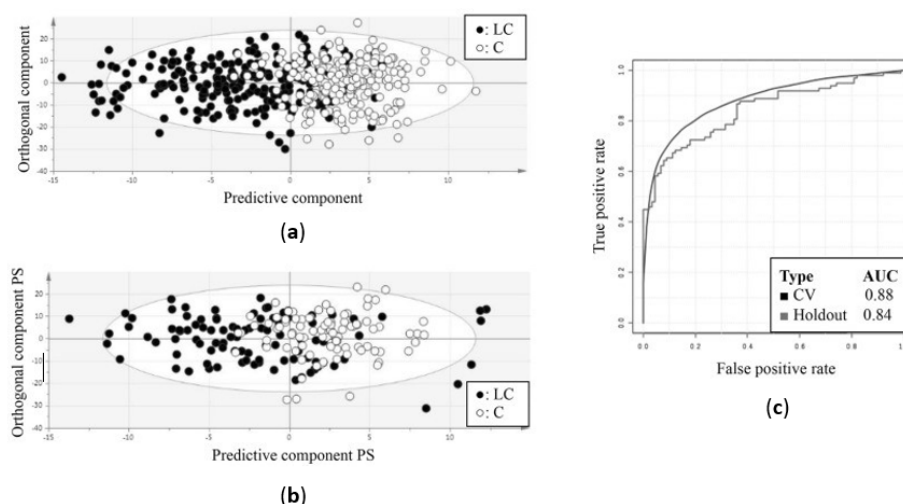 Orthogonal component
40
30
20
10
0
-10
-20
-30
-40
-15
-10
-5
0
5
10
●: LC
○: C
Predictive component
(a)
Orthogonal component PS
20
10
0
-10
-20
-30
-40
-15
-10
-5
0
5
10
●: LC
○: C
Predictive component PS
(b)
True positive rate
1.0
0.8
0.6
0.4
0.2
0.0
0.0
0.2
0.4
0.6
0.8
Type AUC
CV 0.88
Holdout 0.84
False positive rate
(c)